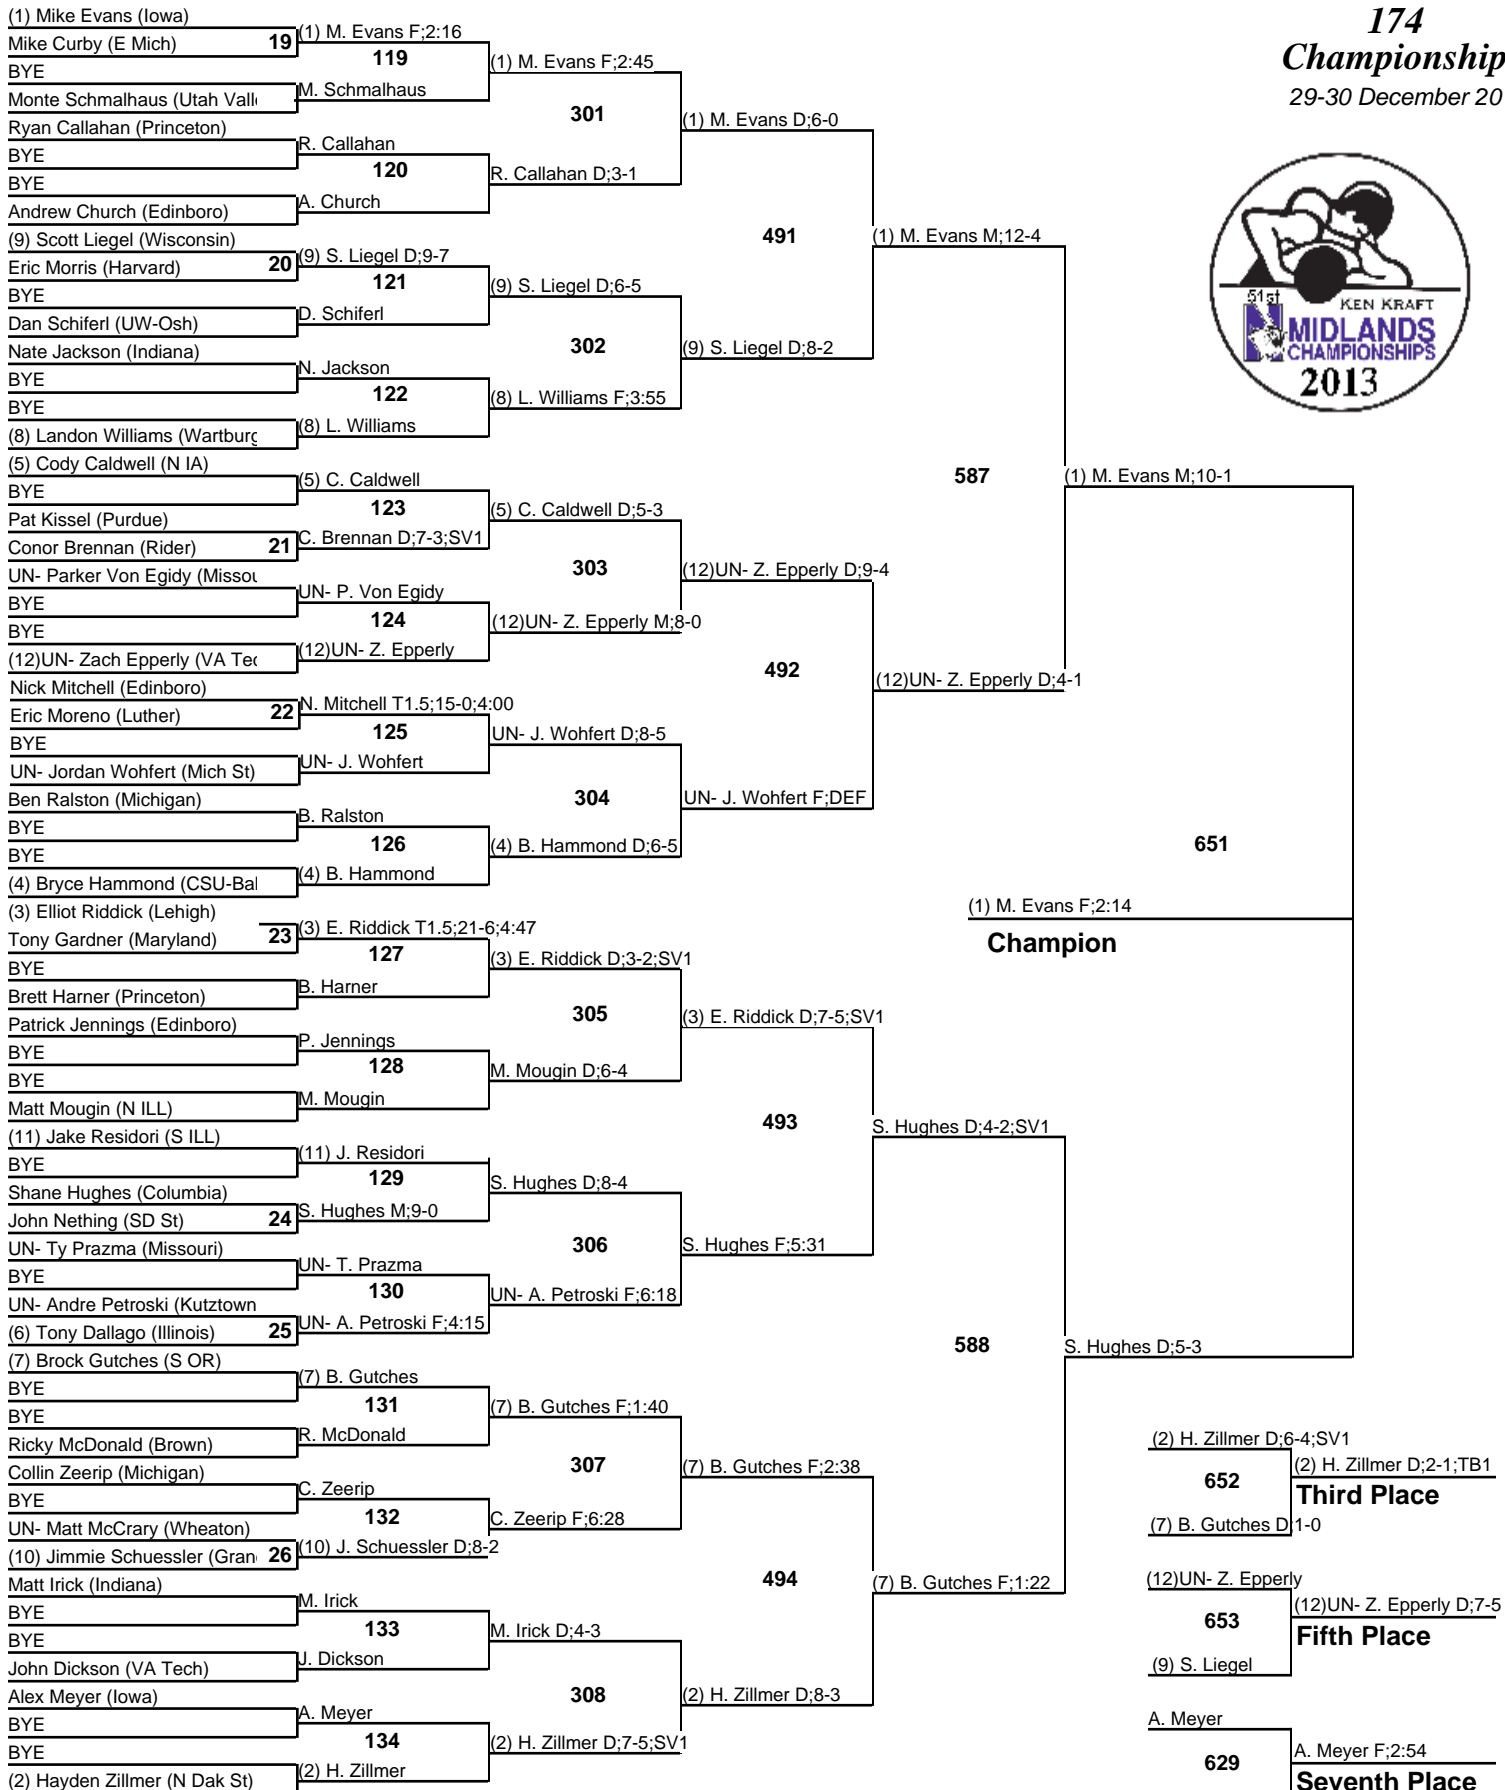 174
Championship
29-30 December 20
51st
KEN KRAFT
MIDLANDS
CHAMPIONSHIPS
2013
(1) Mike Evans (Iowa)
Mike Curby (E Mich) 19
BYE
Monte Schmalhaus (Utah Vall
Ryan Callahan (Princeton)
BYE
BYE
Andrew Church (Edinboro)
(9) Scott Liegel (Wisconsin)
Eric Morris (Harvard) 20
BYE
Dan Schiferl (UW-Osh)
Nate Jackson (Indiana)
BYE
BYE
(8) Landon Williams (Wartburg
(5) Cody Caldwell (N IA)
BYE
Pat Kissel (Purdue)
Conor Brennan (Rider) 21
UN- Parker Von Egidy (Missou
BYE
BYE
(12)UN- Zach Epperly (VA Tec
Nick Mitchell (Edinboro)
Eric Moreno (Luther) 22
BYE
UN- Jordan Wohfert (Mich St)
Ben Ralston (Michigan)
BYE
BYE
(4) Bryce Hammond (CSU-Bal
(3) Elliot Riddick (Lehigh)
Tony Gardner (Maryland) 23
BYE
Brett Harner (Princeton)
Patrick Jennings (Edinboro)
BYE
BYE
Matt Mougin (N ILL)
(11) Jake Residori (S ILL)
BYE
Shane Hughes (Columbia)
John Nething (SD St) 24
UN- Ty Prazma (Missouri)
BYE
UN- Andre Petroski (Kutztown
(6) Tony Dallago (Illinois) 25
(7) Brock Gutches (S OR)
BYE
BYE
Ricky McDonald (Brown)
Collin Zeerip (Michigan)
BYE
UN- Matt McCrary (Wheaton)
(10) Jimmie Schuessler (Gran 26
Matt Irick (Indiana)
BYE
BYE
John Dickson (VA Tech)
Alex Meyer (Iowa)
BYE
BYE
(2) Hayden Zillmer (N Dak St)
(1) M. Evans F;2:16
119
M. Schmalhaus
R. Callahan
120
A. Church
(9) S. Liegel D;9-7
121
D. Schiferl
N. Jackson
122
(8) L. Williams
(5) C. Caldwell
123
C. Brennan D;7-3;SV1
UN- P. Von Egidy
124
(12)UN- Z. Epperly
N. Mitchell T1.5;15-0;4:00
125
UN- J. Wohfert
B. Ralston
126
(4) B. Hammond
(3) E. Riddick T1.5;21-6;4:47
127
B. Harner
P. Jennings
128
M. Mougin
(11) J. Residori
129
S. Hughes M;9-0
UN- T. Prazma
130
UN- A. Petroski F;4:15
(7) B. Gutches
131
R. McDonald
C. Zeerip
132
(10) J. Schuessler D;8-2
M. Irick
133
J. Dickson
A. Meyer
134
(2) H. Zillmer
(1) M. Evans F;2:45
301
R. Callahan D;3-1
(9) S. Liegel D;6-5
302
(8) L. Williams F;3:55
(5) C. Caldwell D;5-3
303
(12)UN- Z. Epperly M;8-0
UN- J. Wohfert D;8-5
304
(4) B. Hammond D;6-5
(3) E. Riddick D;3-2;SV1
305
M. Mougin D;6-4
S. Hughes D;8-4
306
UN- A. Petroski F;6:18
(7) B. Gutches F;1:40
307
C. Zeerip F;6:28
M. Irick D;4-3
308
(2) H. Zillmer D;7-5;SV1
(1) M. Evans D;6-0
491
(9) S. Liegel D;8-2
(12)UN- Z. Epperly D;9-4
492
UN- J. Wohfert F;DEF
(3) E. Riddick D;7-5;SV1
493
S. Hughes F;5:31
(7) B. Gutches F;2:38
494
(2) H. Zillmer D;8-3
(1) M. Evans M;12-4
587
(12)UN- Z. Epperly D;4-1
S. Hughes D;4-2;SV1
588
(7) B. Gutches F;1:22
(1) M. Evans M;10-1
651
S. Hughes D;5-3
(1) M. Evans F;2:14
Champion
(2) H. Zillmer D;6-4;SV1
652
(7) B. Gutches D;1-0
(2) H. Zillmer D;2-1;TB1
Third Place
(12)UN- Z. Epperly
653
(9) S. Liegel
(12)UN- Z. Epperly D;7-5
Fifth Place
A. Meyer
629
A. Meyer F;2:54
Seventh Place